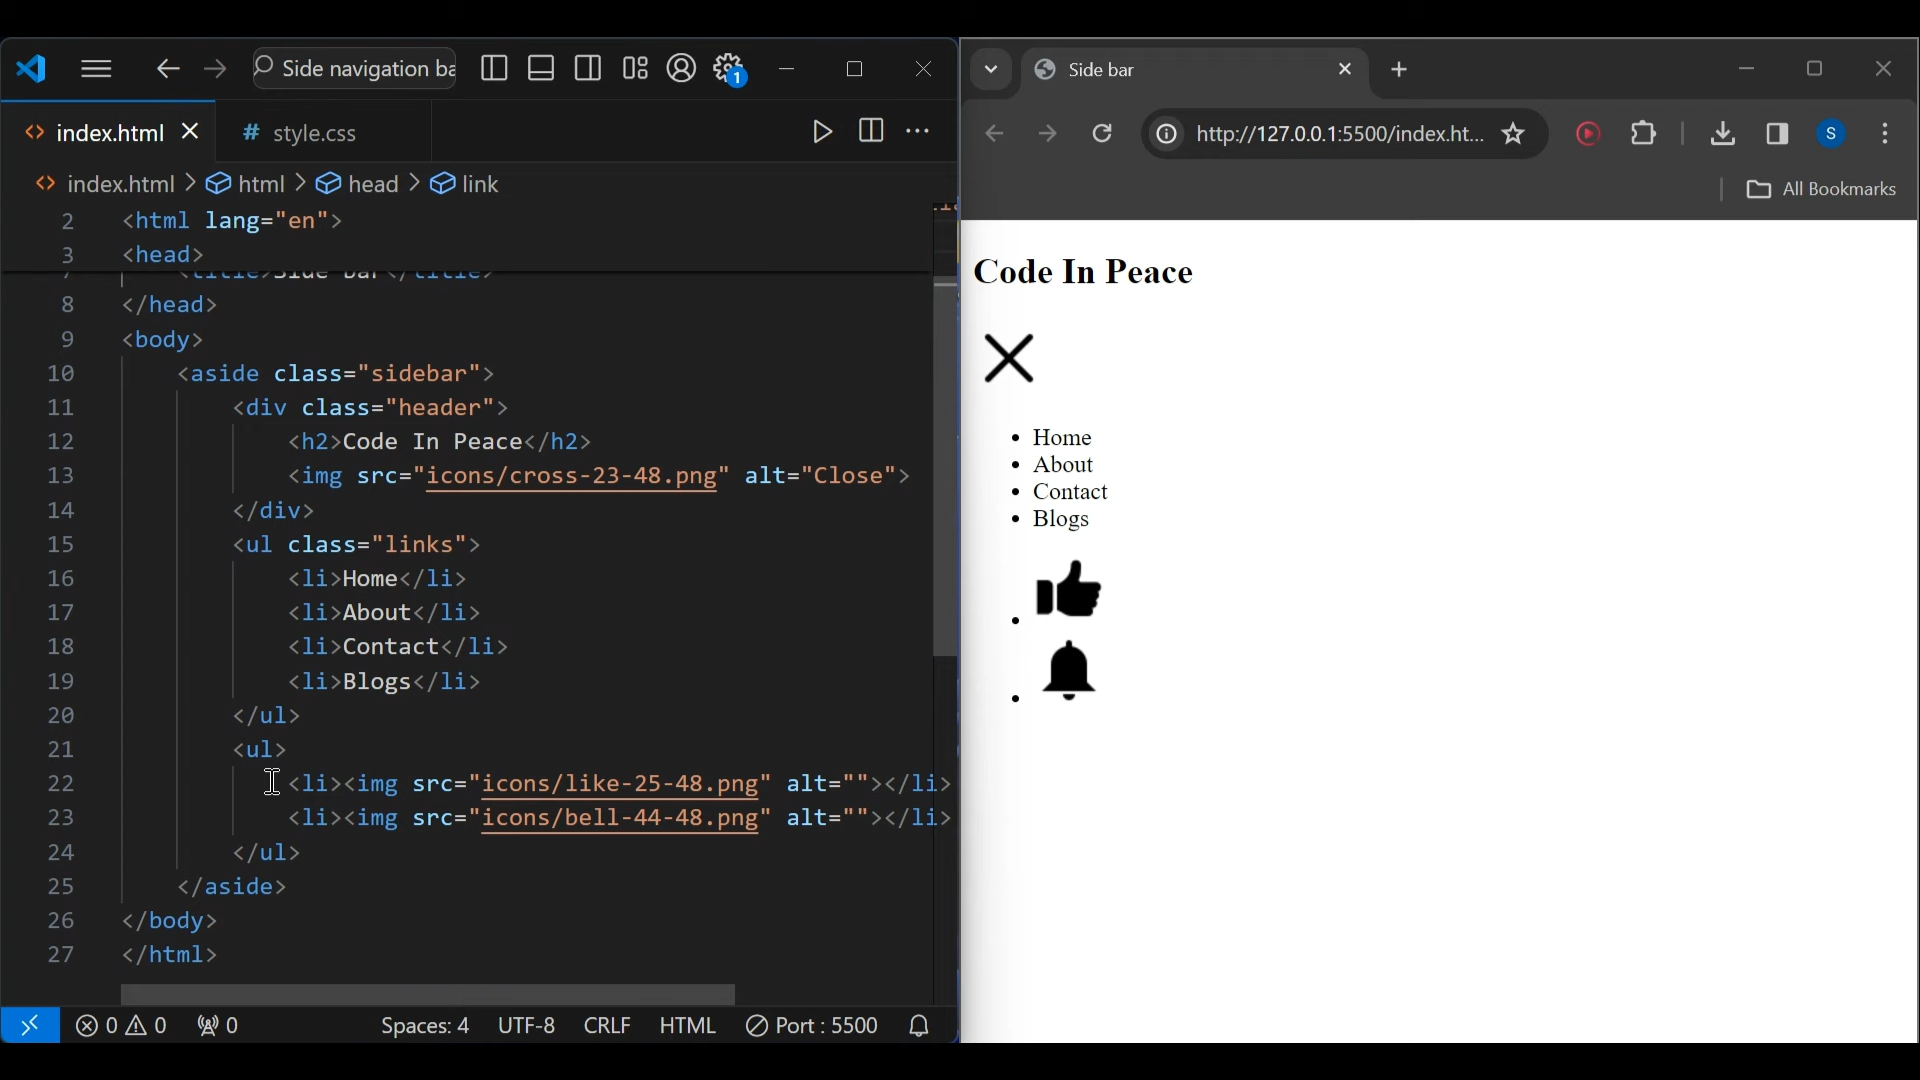 Side navigation ba
1
index.html
# style.css
index.html > html > head > link
2 <html lang="en">
3 <head>
7 <title>Side bar</title>
8 </head>
9 <body>
10 <aside class="sidebar">
11 <div class="header">
12 <h2>Code In Peace</h2>
13 <img src="icons/cross-23-48.png" alt="Close">
14 </div>
15 <ul class="links">
16 <li>Home</li>
17 <li>About</li>
18 <li>Contact</li>
19 <li>Blogs</li>
20 </ul>
21 <ul>
22 <li><img src="icons/like-25-48.png" alt=""></li>
23 <li><img src="icons/bell-44-48.png" alt=""></li>
24 </ul>
25 </aside>
26 </body>
27 </html>
0 0 0 Spaces: 4 UTF-8 CRLF HTML Port : 5500
Side bar
http://127.0.0.1:5500/index.ht... S
All Bookmarks
Code In Peace
• Home
• About
• Contact
• Blogs